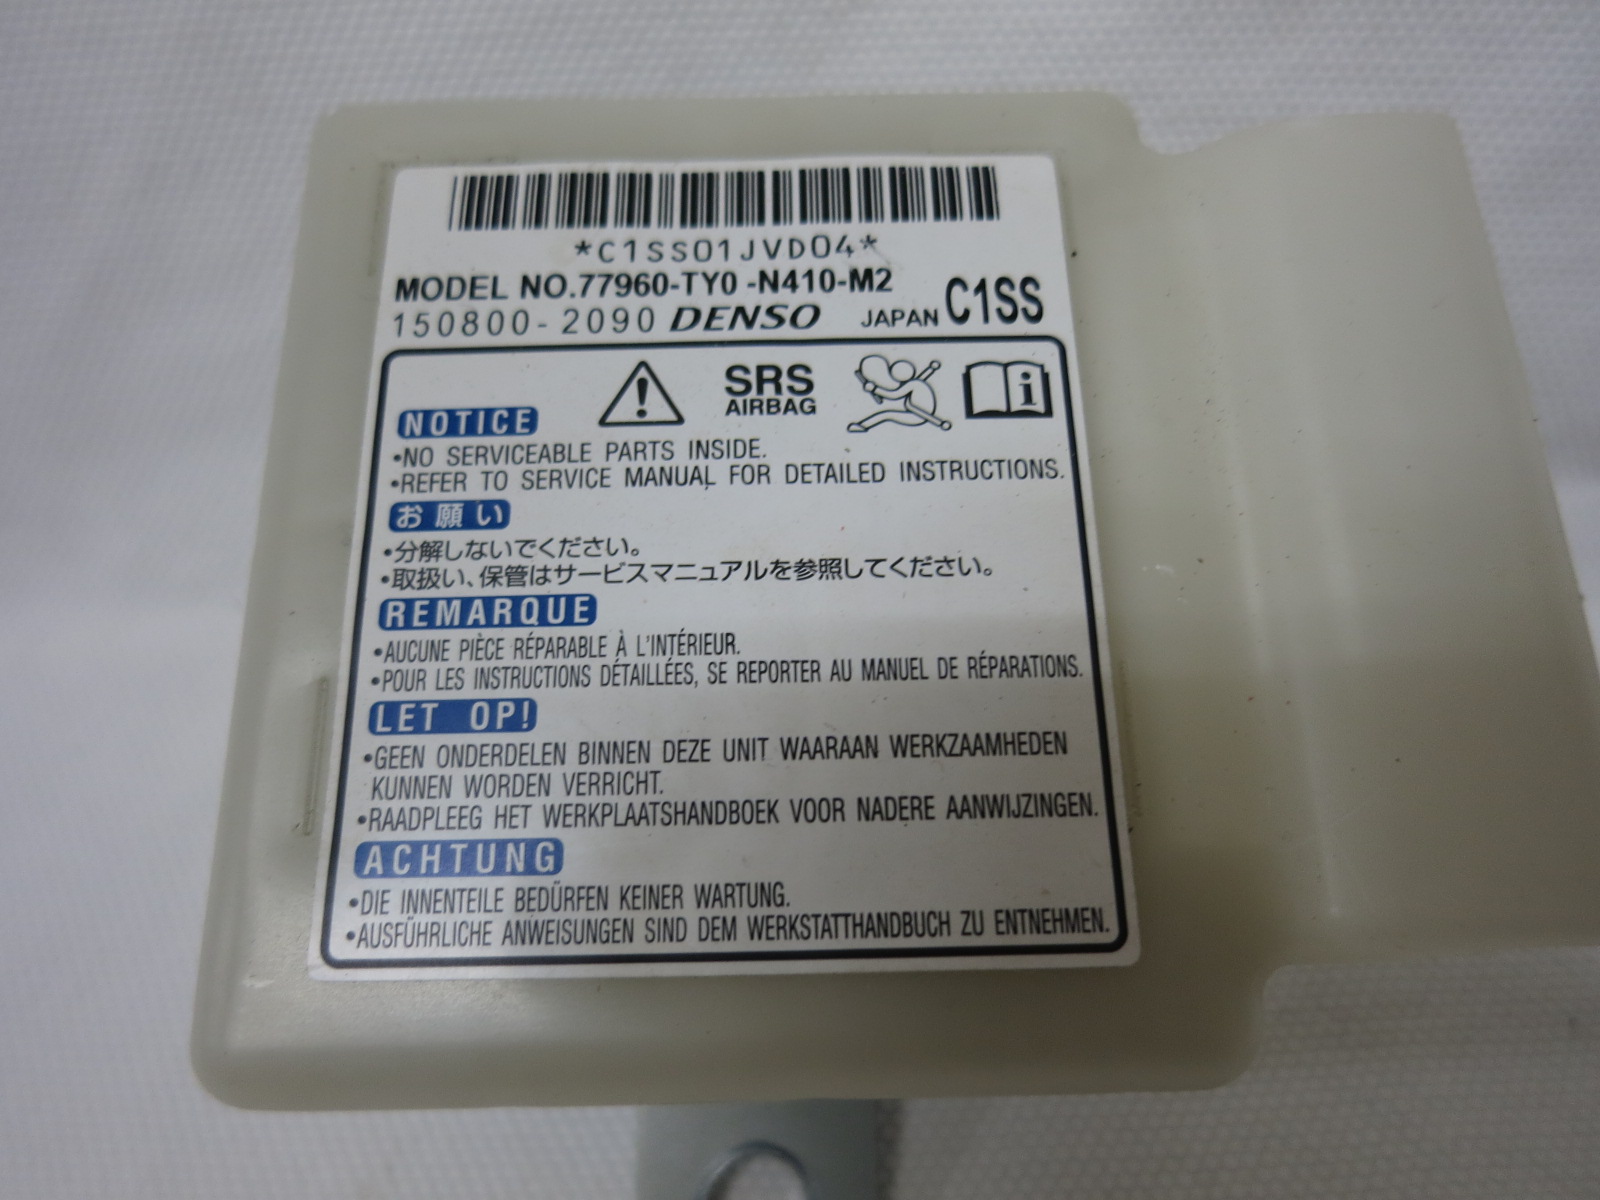 *C1SS01JVD04*
MODEL NO.77960-TY0 -N410-M2
150800-2090 DENSO JAPAN C1SS
SRS
AIRBAG
NOTICE
•NO SERVICEABLE PARTS INSIDE.
•REFER TO SERVICE MANUAL FOR DETAILED INSTRUCTIONS.
お願い
•分解しないでください。
•取扱い、保管はサービスマニュアルを参照してください。
REMARQUE
•AUCUNE PIÈCE RÉPARABLE À L'INTÉRIEUR.
•POUR LES INSTRUCTIONS DÉTAILLÉES, SE REPORTER AU MANUEL DE RÉPARATIONS.
LET OP!
•GEEN ONDERDELEN BINNEN DEZE UNIT WAARAAN WERKZAAMHEDEN
KUNNEN WORDEN VERRICHT.
•RAADPLEEG HET WERKPLAATSHANDBOEK VOOR NADERE AANWIJZINGEN.
ACHTUNG
•DIE INNENTEILE BEDÜRFEN KEINER WARTUNG.
•AUSFÜHRLICHE ANWEISUNGEN SIND DEM WERKSTATTHANDBUCH ZU ENTNEHMEN.